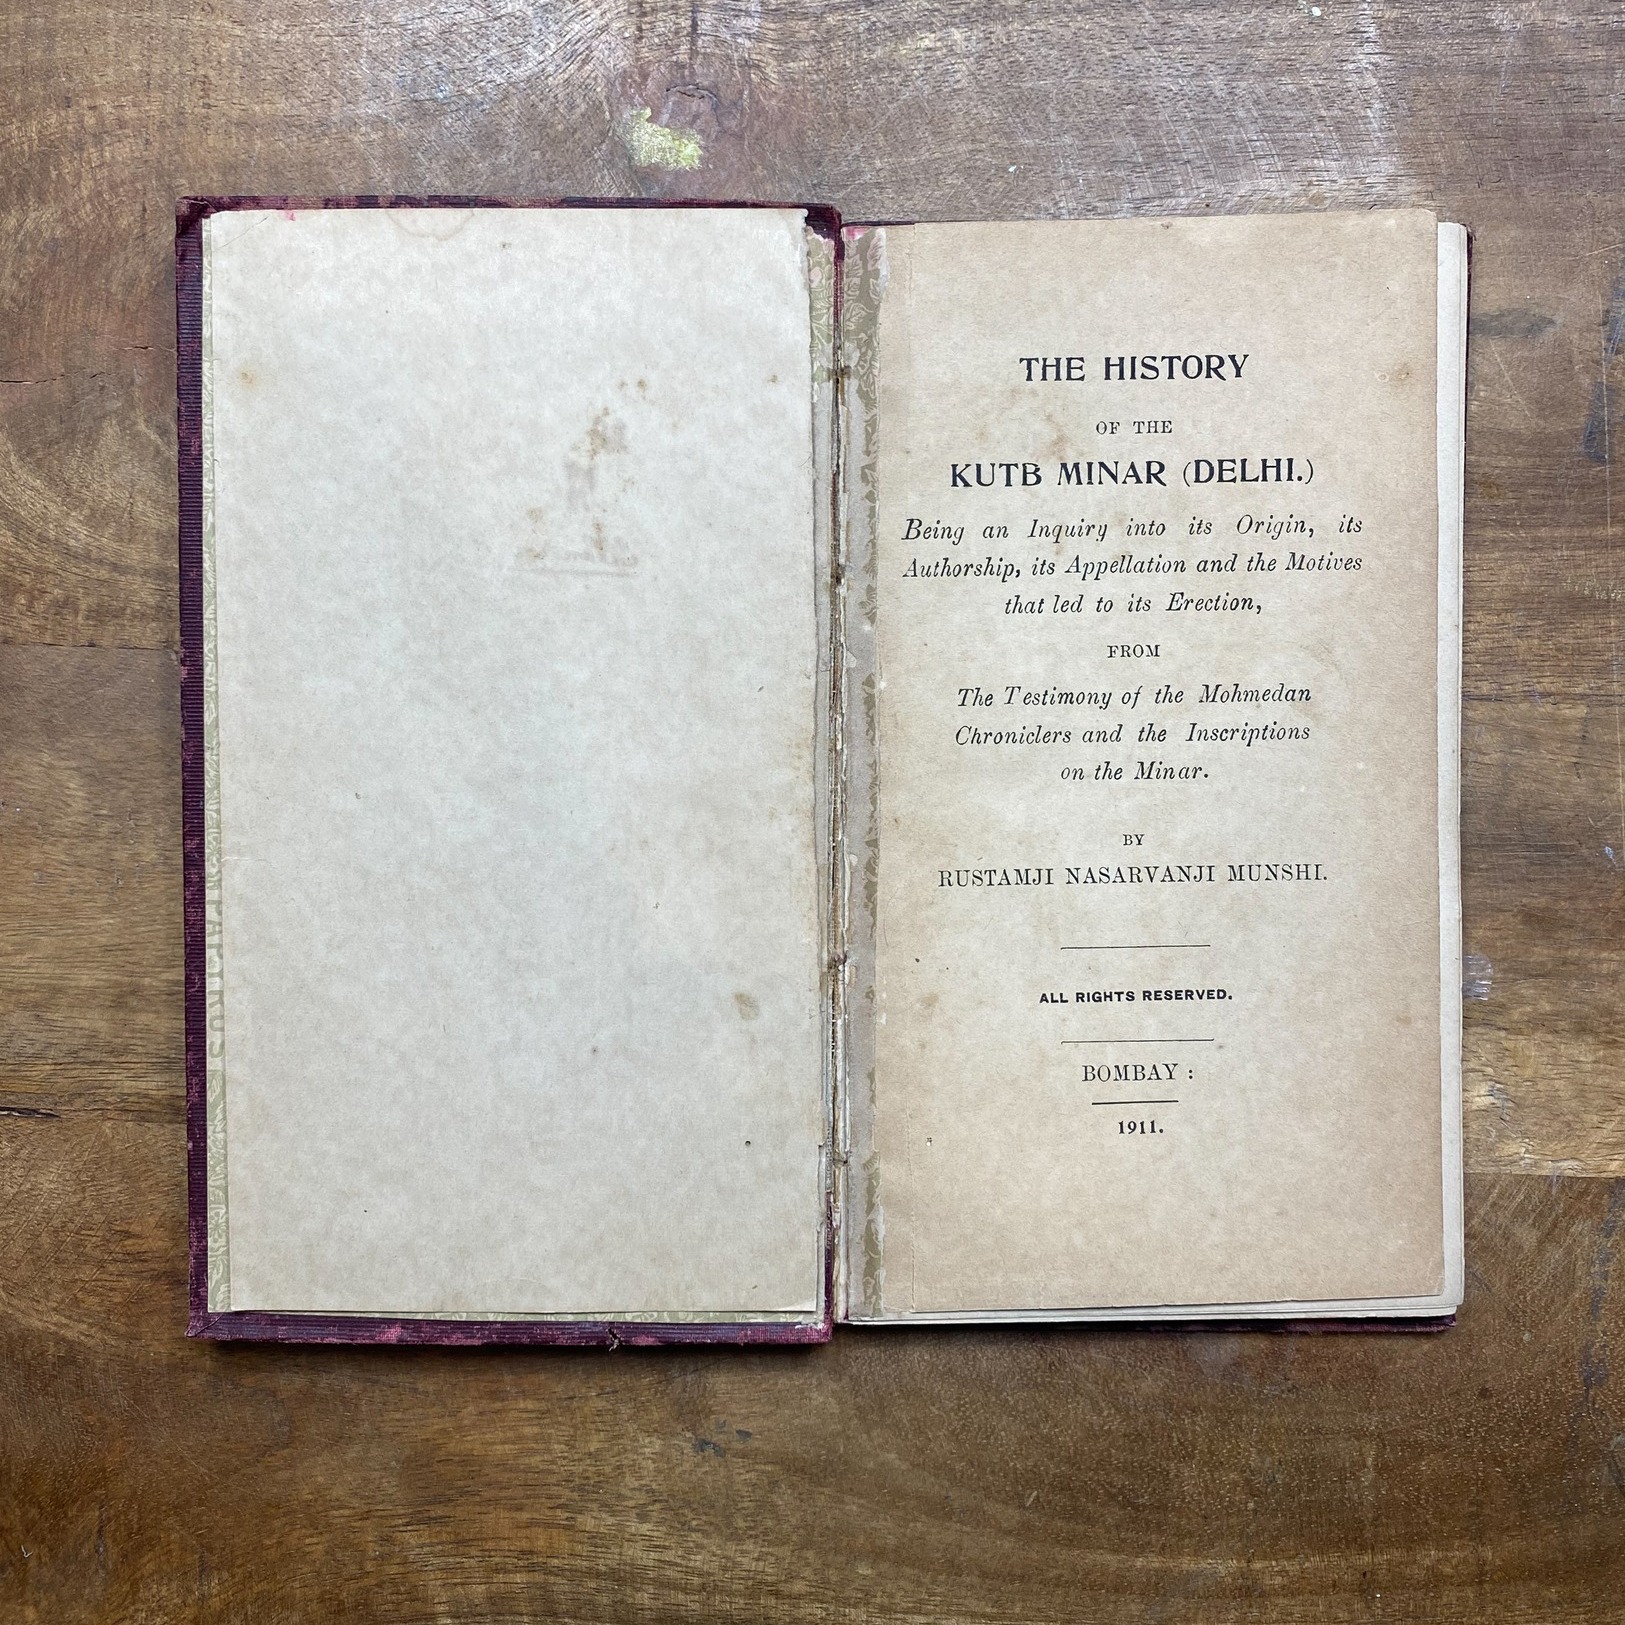 THE HISTORY
OF THE
KUTB MINAR (DELHI.)
Being an Inquiry into its Origin, its
Authorship, its Appellation and the Motives
that led to its Erection,
FROM
The Testimony of the Mohmedan
Chroniclers and the Inscriptions
on the Minar.
BY
RUSTAMJI NASARVANJI MUNSHI.
ALL RIGHTS RESERVED.
BOMBAY :
1911.